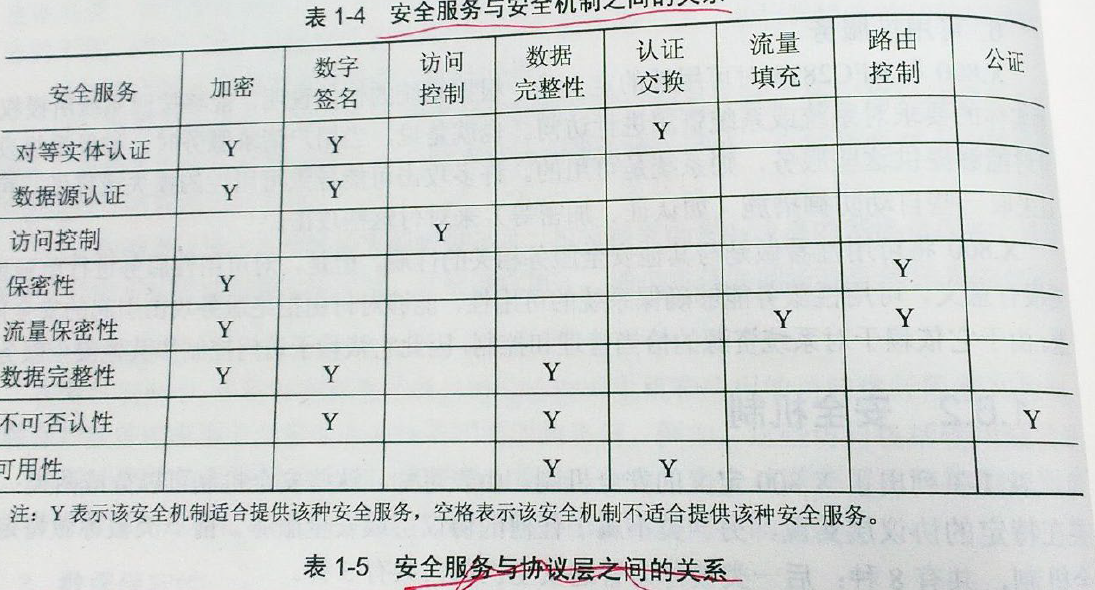 表 1-4 安全服务与安全机制之间的关系
安全服务 加密 数字签名 访问控制 数据完整性 认证交换 流量填充 路由控制 公证
对等实体认证 Y Y Y
数据源认证 Y Y
访问控制 Y
保密性 Y Y
流量保密性 Y Y Y
数据完整性 Y Y Y
不可否认性 Y Y Y
可用性 Y Y
注：Y 表示该安全机制适合提供该种安全服务，空格表示该安全机制不适合提供该种安全服务。
表 1-5 安全服务与协议层之间的关系